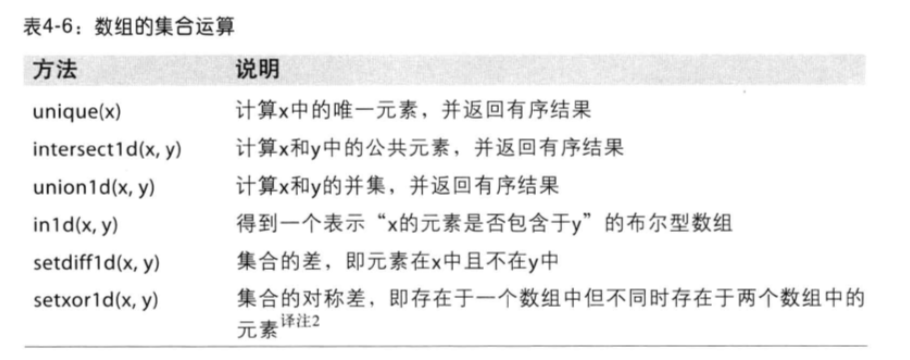 表4-6：数组的集合运算
方法 说明
unique(x) 计算x中的唯一元素，并返回有序结果
intersect1d(x, y) 计算x和y中的公共元素，并返回有序结果
union1d(x, y) 计算x和y的并集，并返回有序结果
in1d(x, y) 得到一个表示“x的元素是否包含于y”的布尔型数组
setdiff1d(x, y) 集合的差，即元素在x中且不在y中
setxor1d(x, y) 集合的对称差，即存在于一个数组中但不同时存在于两个数组中的
元素译注2